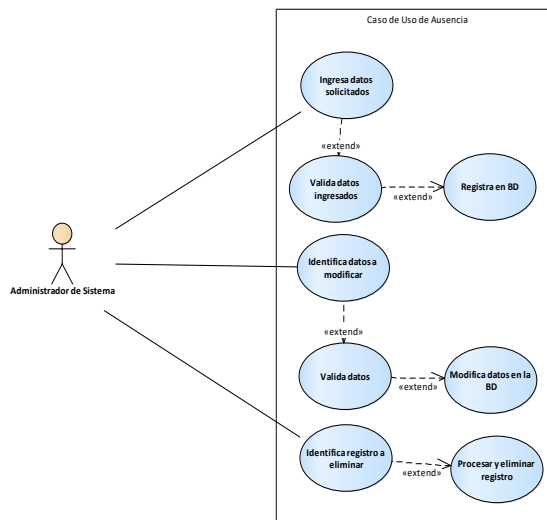 Caso de Uso de Ausencia
Ingresa datos
solicitados
«extend»
Valida datos
ingresados
«extend»
Registra en BD
Administrador de Sistema
Identifica datos a
modificar
«extend»
Valida datos
«extend»
Modifica datos en la
BD
Identifica registro a
eliminar
«extend»
Procesar y eliminar
registro